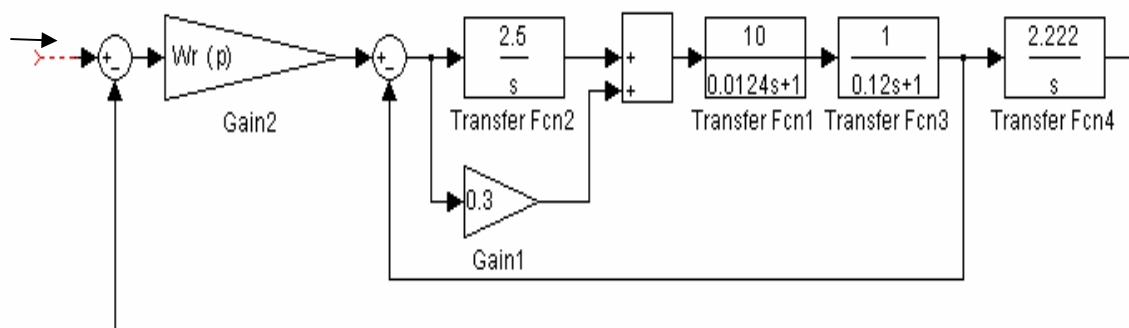 2.5
10
1
2.222
+
-
Wr (p)
+
-
s
+
+
0.0124s+1
0.12s+1
s
Gain2
Transfer Fcn2
Transfer Fcn1
Transfer Fcn3
Transfer Fcn4
0.3
Gain1